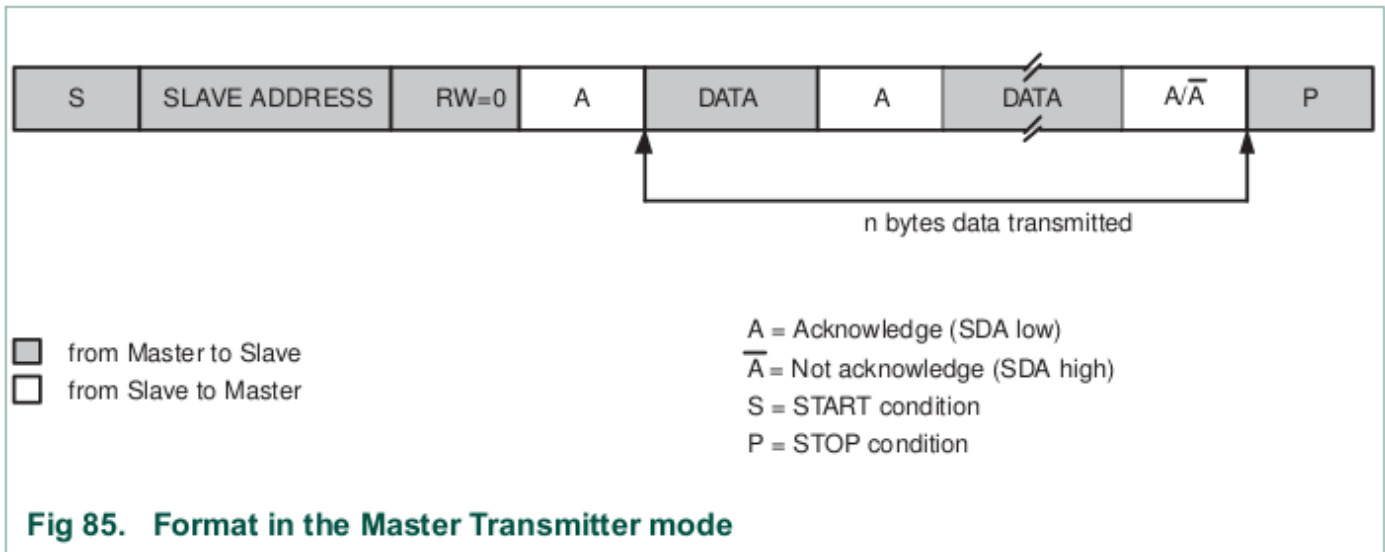 S SLAVE ADDRESS RW=0 A DATA A DATA A/A̅ P
n bytes data transmitted
from Master to Slave
from Slave to Master
A = Acknowledge (SDA low)
A̅ = Not acknowledge (SDA high)
S = START condition
P = STOP condition
Fig 85. Format in the Master Transmitter mode